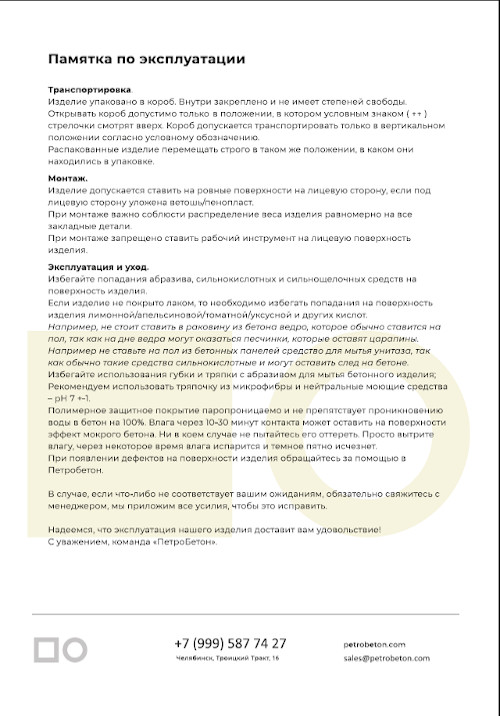 Памятка по эксплуатации
Транспортировка.
Изделие упаковано в короб. Внутри закреплено и не имеет степеней свободы.
Открывать короб допустимо только в положении, в котором условным знаком ( ++ )
стрелочки смотрят вверх. Короб допускается транспортировать только в вертикальном
положении согласно условному обозначению.
Распакованные изделие перемещать строго в таком же положении, в каком они
находились в упаковке.
Монтаж.
Изделие допускается ставить на ровные поверхности на лицевую сторону, если под
лицевую сторону уложена ветошь/пенопласт.
При монтаже важно соблюсти распределение веса изделия равномерно на все
закладные детали.
При монтаже запрещено ставить рабочий инструмент на лицевую поверхность
изделия.
Эксплуатация и уход.
Избегайте попадания абразива, сильнокислотных и сильнощелочных средств на
поверхность изделия.
Если изделие не покрыто лаком, то необходимо избегать попадания на поверхность
изделия лимонной/апельсиновой/томатной/уксусной и других кислот.
Например, не стоит ставить в раковину из бетона ведро, которое обычно ставится на
пол, так как на дне ведра могут оказаться песчинки, которые оставят царапины.
Например не ставьте на пол из бетонных панелей средство для мытья унитаза, так
как обычно такие средства сильнокислотные и могут оставить след на бетоне.
Избегайте использования губки и тряпки с абразивом для мытья бетонного изделия;
Рекомендуем использовать тряпочку из микрофибры и нейтральные моющие средства
– pH 7 +-1.
Полимерное защитное покрытие паропроницаемо и не препятствует проникновению
воды в бетон на 100%. Влага через 10-30 минут контакта может оставить на поверхности
эффект мокрого бетона. Ни в коем случае не пытайтесь его оттереть. Просто вытрите
влагу, через некоторое время влага испарится и темное пятно исчезнет.
При появлении дефектов на поверхности изделия обращайтесь за помощью в
Петробетон.
В случае, если что-либо не соответствует вашим ожиданиям, обязательно свяжитесь с
менеджером, мы приложим все усилия, чтобы это исправить.
Надеемся, что эксплуатация нашего изделия доставит вам удовольствие!
С уважением, команда «ПетроБетон».
+7 (999) 587 74 27
Челябинск, Троицкий Тракт, 16
petrobeton.com
sales@petrobeton.com